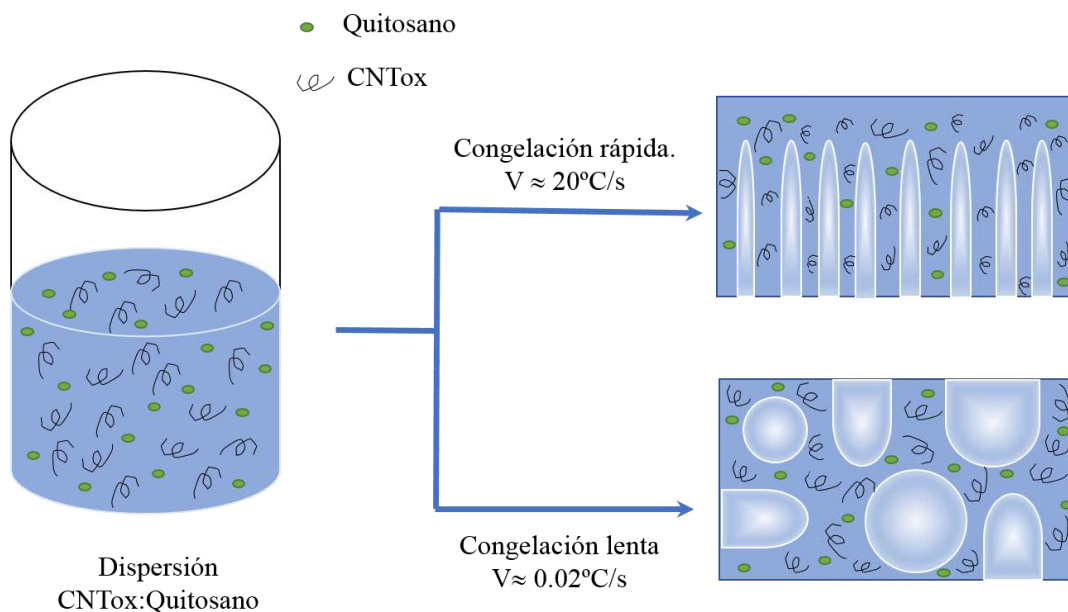 Quitosano
CNTox
Congelación rápida.
V ≈ 20ºC/s
Congelación lenta
V≈ 0.02ºC/s
Dispersión
CNTox:Quitosano